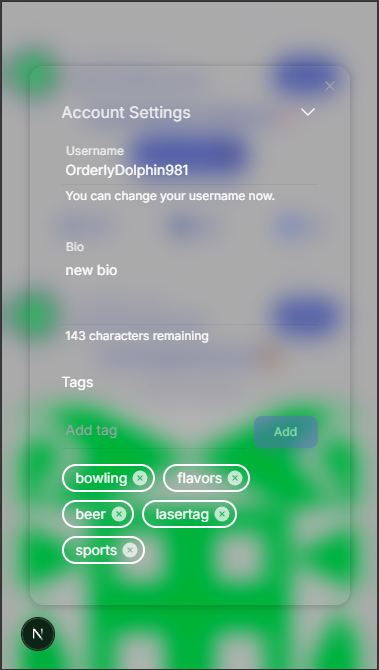 Account Settings
Username
OrderlyDolphin981
You can change your username now.
Bio
new bio
143 characters remaining
Tags
Add tag
Add
bowling
flavors
beer
lasertag
sports
N